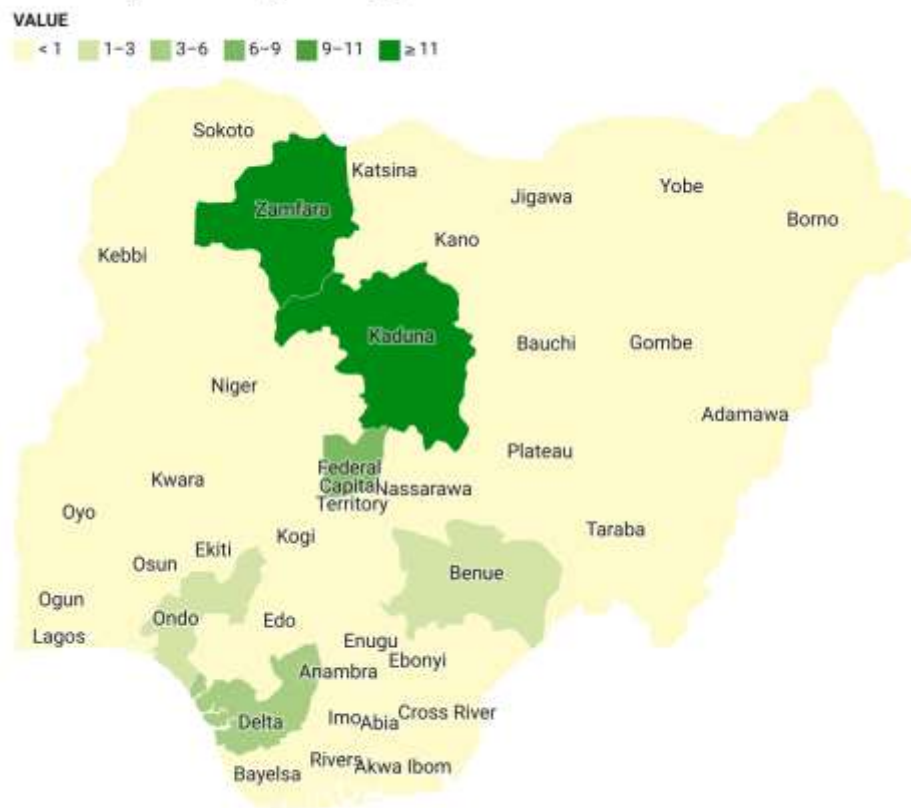 VALUE
< 1 1–3 3–6 6–9 9–11 ≥ 11
Sokoto
Katsina
Zamfara
Jigawa
Yobe
Borno
Kebbi
Kano
Kaduna
Bauchi
Gombe
Niger
Adamawa
Plateau
Federal
Capital
Territory
Nassarawa
Kwara
Oyo
Taraba
Kogi
Ekiti
Osun
Benue
Ogun
Ondo
Edo
Lagos
Enugu
Ebonyi
Anambra
Delta
Imo
Abia
Cross River
Rivers
Akwa Ibom
Bayelsa